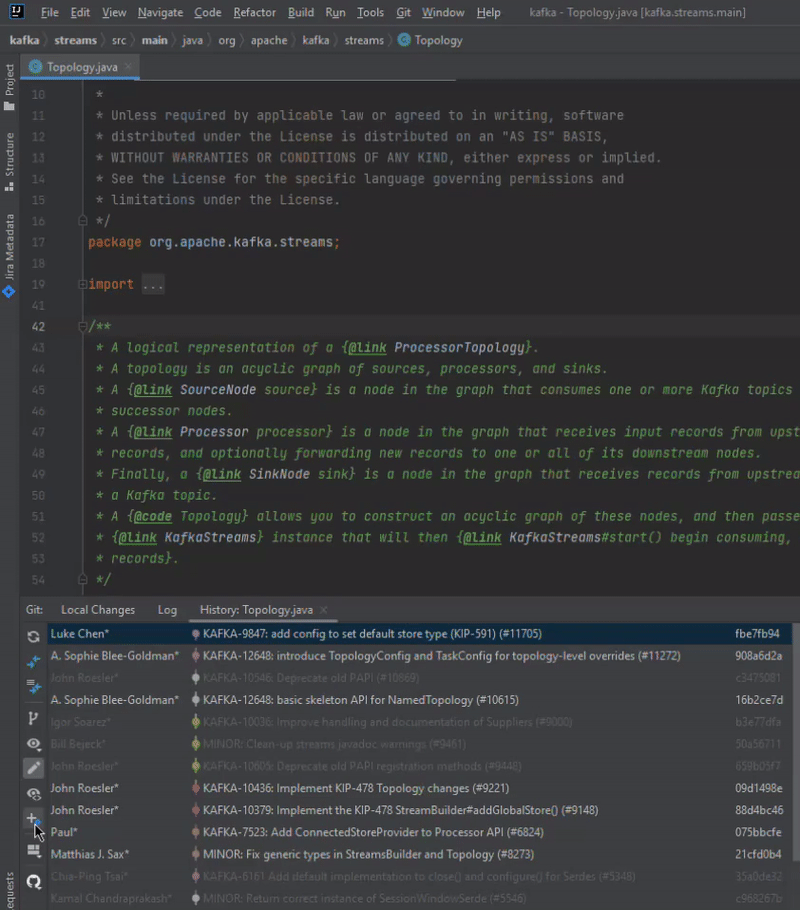 File Edit View Navigate Code Refactor Build Run Tools Git Window Help kafka - Topology.java [kafka.streams.main]
kafka streams src main java org apache kafka streams Topology
Project
Structure
Jira Metadata
Topology.java
10 *
11 * Unless required by applicable law or agreed to in writing, software
12 * distributed under the License is distributed on an "AS IS" BASIS,
13 * WITHOUT WARRANTIES OR CONDITIONS OF ANY KIND, either express or implied.
14 * See the License for the specific language governing permissions and
15 * limitations under the License.
16 */
17 package org.apache.kafka.streams;
18
19 import ...
41
42 /**
43 * A logical representation of a {@link ProcessorTopology}.
44 * A topology is an acyclic graph of sources, processors, and sinks.
45 * A {@link SourceNode source} is a node in the graph that consumes one or more Kafka topics
46 * successor nodes.
47 * A {@link Processor processor} is a node in the graph that receives input records from upst
48 * records, and optionally forwarding new records to one or all of its downstream nodes.
49 * Finally, a {@link SinkNode sink} is a node in the graph that receives records from upstrea
50 * a Kafka topic.
51 * A {@code Topology} allows you to construct an acyclic graph of these nodes, and then passe
52 * {@link KafkaStreams} instance that will then {@link KafkaStreams#start() begin consuming,
53 * records}.
54 */
Git: Local Changes Log History: Topology.java
Luke Chen* KAFKA-9847: add config to set default store type (KIP-591) (#11705) fbe7fb94
A. Sophie Blee-Goldman* KAFKA-12648: introduce TopologyConfig and TaskConfig for topology-level overrides (#11272) 908a6d2a
John Roesler* KAFKA-10546: Deprecate old PAPI (#10869) c3475081
A. Sophie Blee-Goldman* KAFKA-12648: basic skeleton API for NamedTopology (#10615) 16b2ce7d
Igor Soarez* KAFKA-10036: Improve handling and documentation of Suppliers (#9000) b3e77dfa
Bill Bejeck* MINOR: Clean-up streams javadoc warnings (#9461) 50a56711
John Roesler* KAFKA-10605: Deprecate old PAPI registration methods (#9448) 659b05f7
John Roesler* KAFKA-10436: Implement KIP-478 Topology changes (#9221) 09d1498e
John Roesler* KAFKA-10379: Implement the KIP-478 StreamBuilder#addGlobalStore() (#9148) 88d4bc46
Paul* KAFKA-7523: Add ConnectedStoreProvider to Processor API (#6824) 075bbcfe
Matthias J. Sax* MINOR: Fix generic types in StreamsBuilder and Topology (#8273) 21cfd0b4
Chia-Ping Tsai* KAFKA-6161 Add default implementation to close() and configure() for Serdes (#5348) 35a0de32
Kamal Chandraprakash* MINOR: Return correct instance of SessionWindowSerde (#5546) c968267b
equests